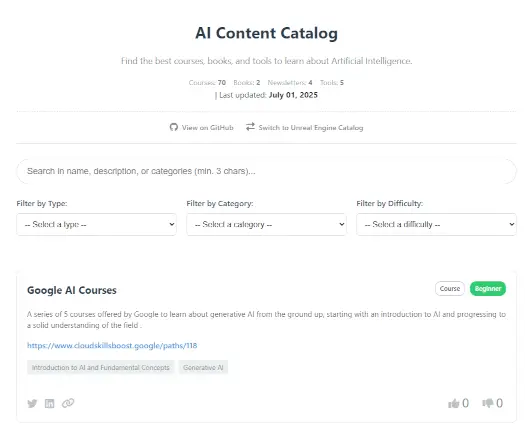 AI Content Catalog
Find the best courses, books, and tools to learn about Artificial Intelligence.
Courses: 70 Books: 2 Newsletters: 4 Tools: 5
| Last updated: July 01, 2025
View on GitHub Switch to Unreal Engine Catalog
Search in name, description, or categories (min. 3 chars)...
Filter by Type: Filter by Category: Filter by Difficulty:
-- Select a type -- -- Select a category -- -- Select a difficulty --
Google AI Courses Course Beginner
A series of 5 courses offered by Google to learn about generative AI from the ground up, starting with an introduction to AI and progressing to
a solid understanding of the field .
https://www.cloudskillsboost.google/paths/118
Introduction to AI and Fundamental Concepts Generative AI
0 0